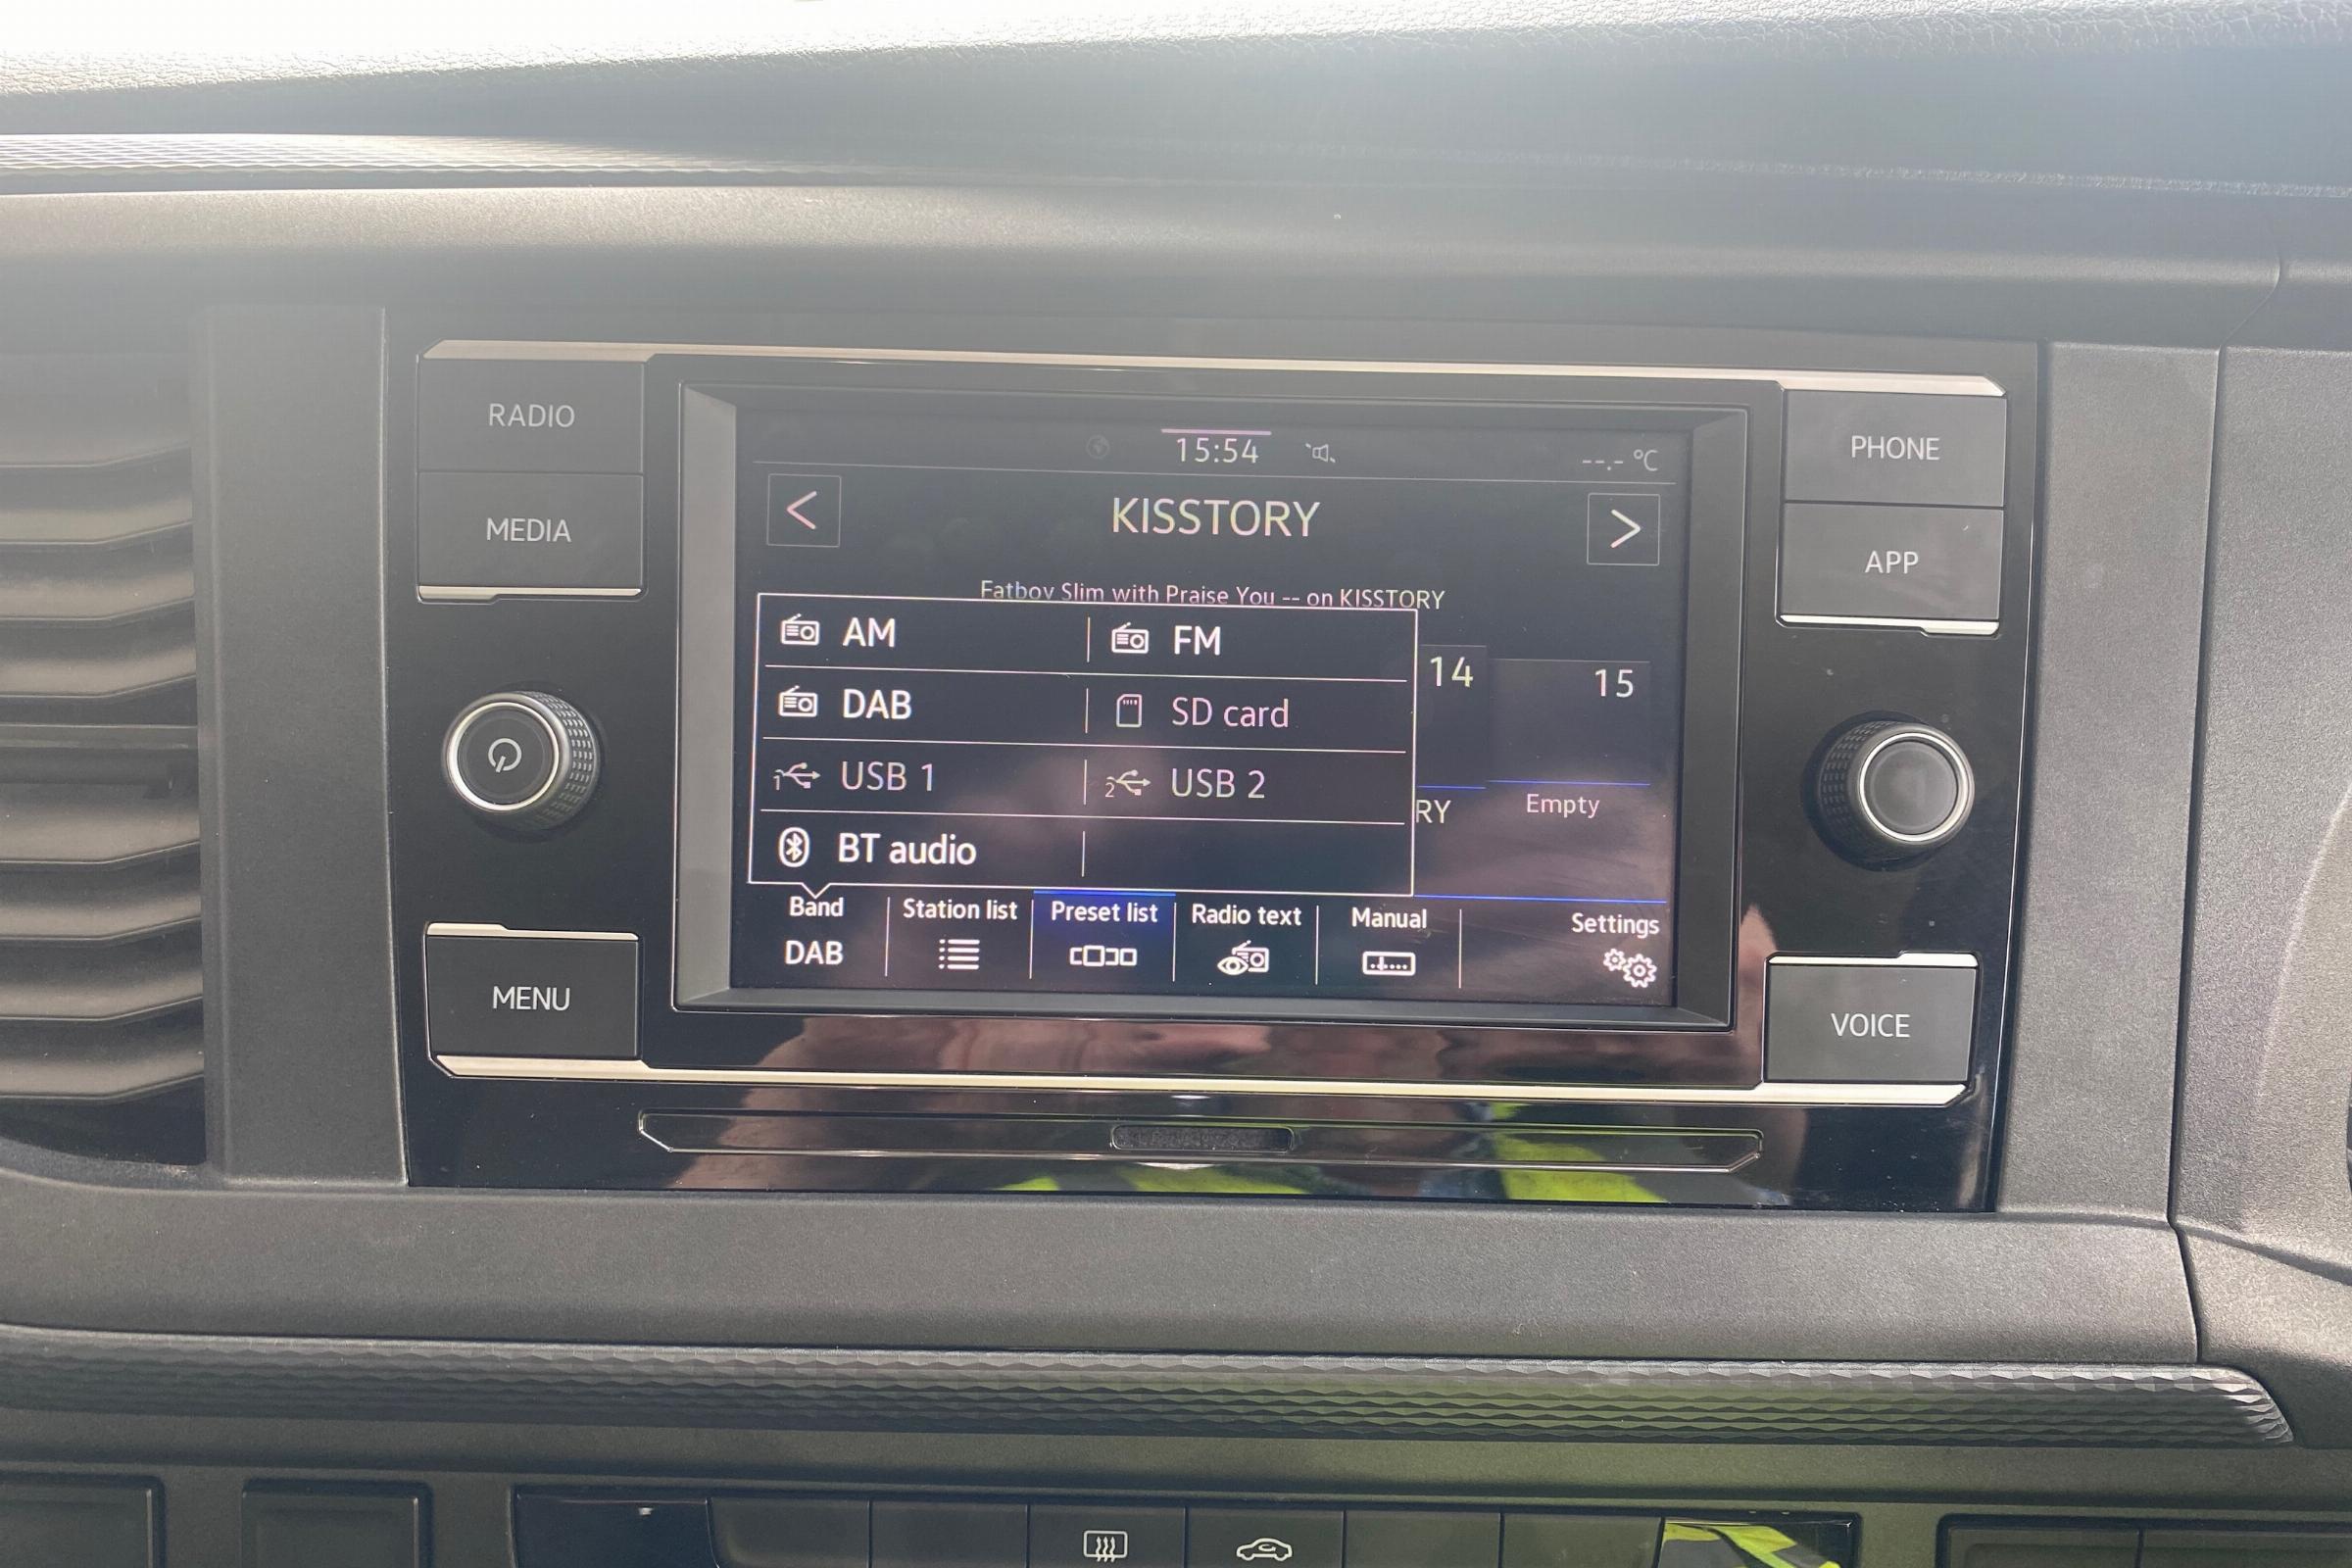 RADIO
MEDIA
MENU
PHONE
APP
VOICE
15:54
--.- °C
<
KISSTORY
>
Fatboy Slim with Praise You -- on KISSTORY
AM
FM
DAB
SD card
1 USB 1
2 USB 2
BT audio
14
15
RY
Empty
Band
DAB
Station list
Preset list
Radio text
Manual
Settings